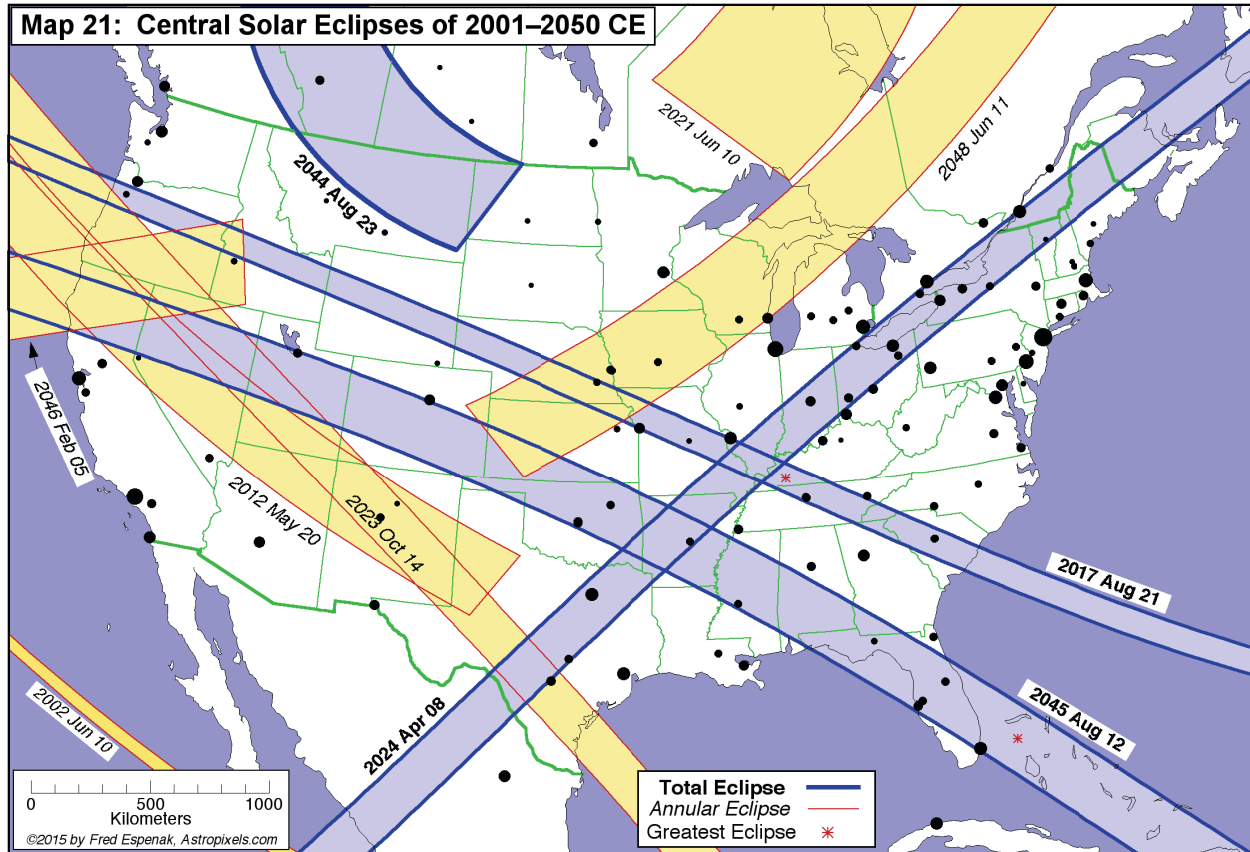 Map 21: Central Solar Eclipses of 2001–2050 CE
2021 Jun 10
2048 Jun 11
2044 Aug 23
2046 Feb 05
2012 May 20
2023 Oct 14
2017 Aug 21
2002 Jun 10
2024 Apr 08
2045 Aug 12
0 500 1000
Kilometers
©2015 by Fred Espenak, Astropixels.com
Total Eclipse
Annular Eclipse
Greatest Eclipse